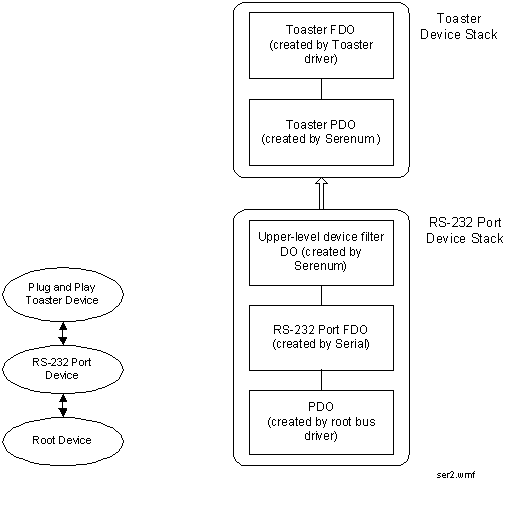 Toaster FDO
(created by Toaster
driver)
Toaster
Device Stack
Toaster PDO
(created by Serenum )
Upper-level device filter
DO (created by
Serenum)
RS-232 Port
Device Stack
RS-232 Port FDO
(created by Serial)
PDO
(created by root bus
driver)
Plug and Play
Toaster Device
RS-232 Port
Device
Root Device
ser2.wmf